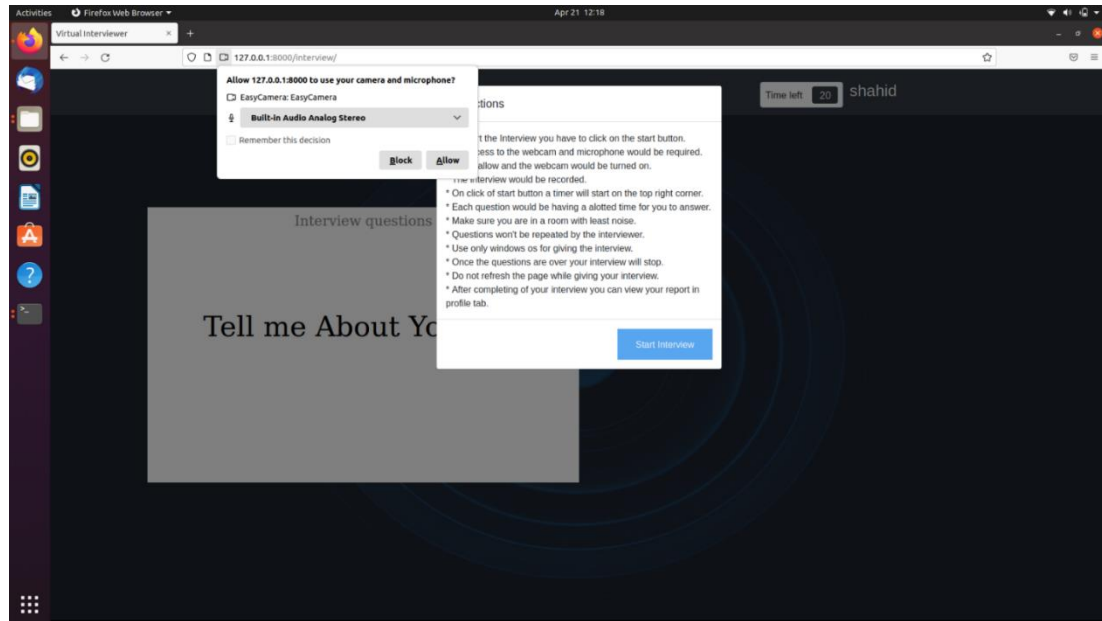 Activities Firefox Web Browser Apr 21 12:18
Virtual Interviewer
127.0.0.1:8000/interview/
Allow 127.0.0.1:8000 to use your camera and microphone?
EasyCamera: EasyCamera
Built-in Audio Analog Stereo
Remember this decision
Block Allow
Time left 20 shahid
ctions
t the Interview you have to click on the start button.
ess to the webcam and microphone would be required.
allow and the webcam would be turned on.
The interview would be recorded.
* On click of start button a timer will start on the top right corner.
* Each question would be having a alotted time for you to answer.
* Make sure you are in a room with least noise.
* Questions won't be repeated by the interviewer.
* Use only windows os for giving the interview.
* Once the questions are over your interview will stop.
* Do not refresh the page while giving your interview.
* After completing of your interview you can view your report in
profile tab.
Start Interview
Interview questions
Tell me About Yo